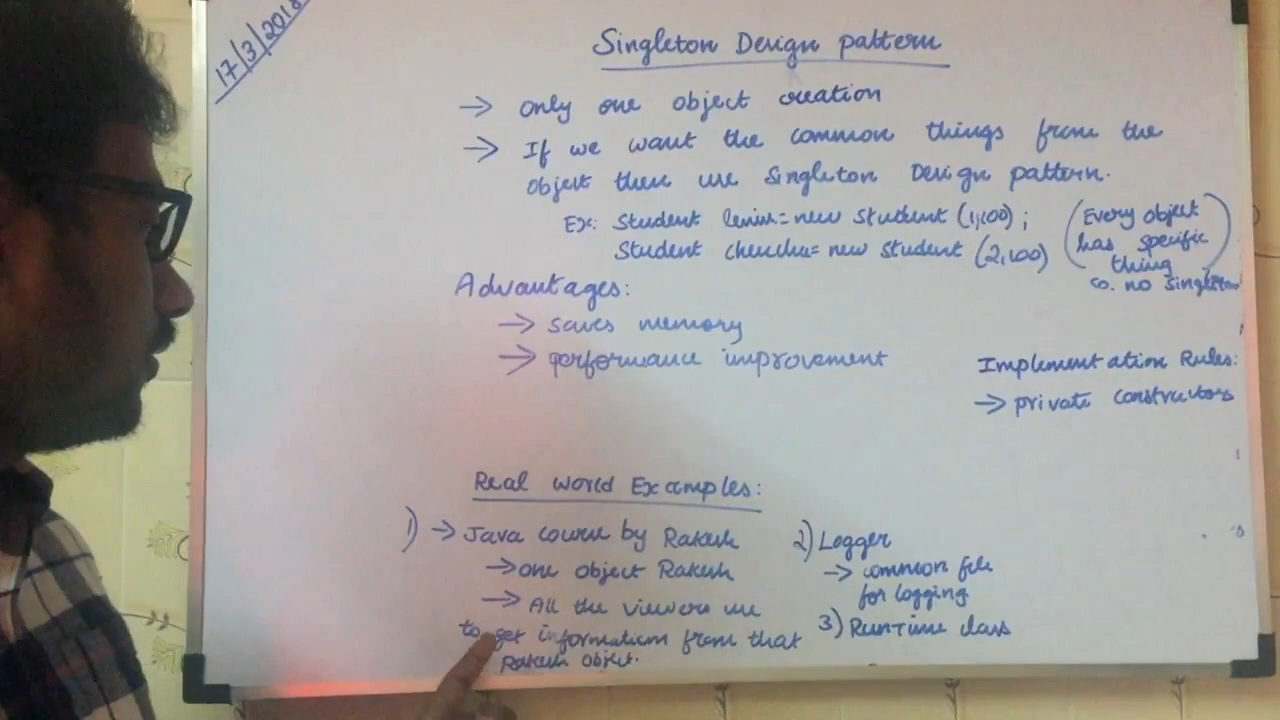 17/3/2018
Singleton Design pattern
→ only one object creation
→ If we want the common things from the
object then use Singleton Design pattern.
Ex: Student lenin = new student (1,100);
Student chenchu = new student (2,100)
(Every object
has specific
thing
so. no singleton)
Advantages:
→ saves memory
→ performance improvement
Implementation Rules:
→ private constructors
Real world Examples:
1) → Java course by Rakesh
→ one object Rakesh
→ All the viewers use
to get information from that
Rakesh object.
2) Logger
→ common file
for logging
3) Runtime class